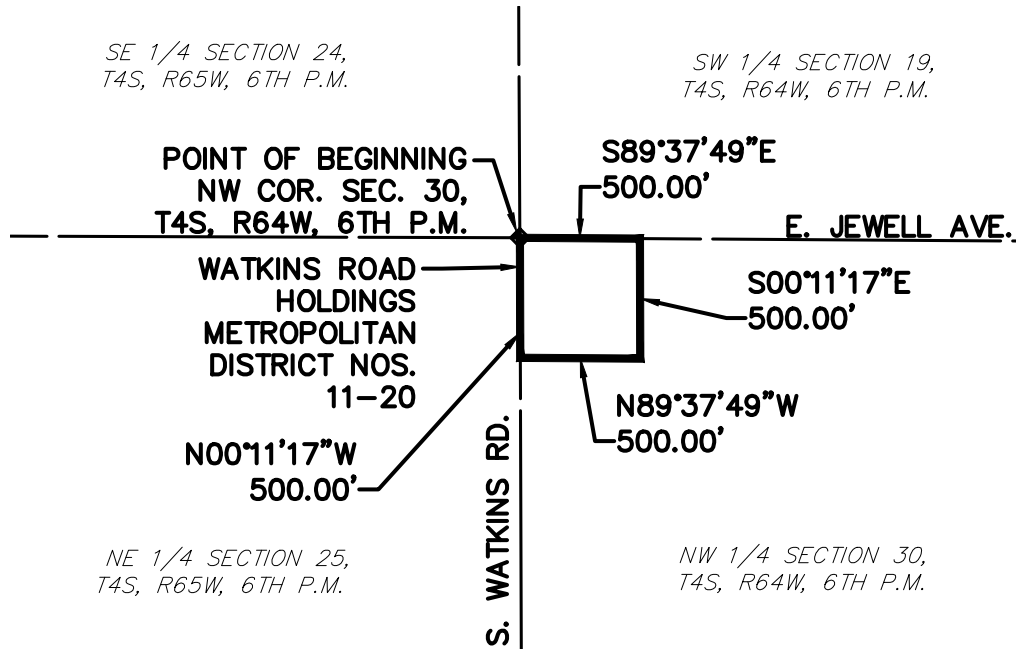 SE 1/4 SECTION 24,
T4S, R65W, 6TH P.M.
SW 1/4 SECTION 19,
T4S, R64W, 6TH P.M.
POINT OF BEGINNING
NW COR. SEC. 30,
T4S, R64W, 6TH P.M.
S89°37'49"E
500.00'
E. JEWELL AVE.
WATKINS ROAD
HOLDINGS
METROPOLITAN
DISTRICT NOS.
11-20
S00°11'17"E
500.00'
N89°37'49"W
500.00'
N00°11'17"W
500.00'
S. WATKINS RD.
NE 1/4 SECTION 25,
T4S, R65W, 6TH P.M.
NW 1/4 SECTION 30,
T4S, R64W, 6TH P.M.